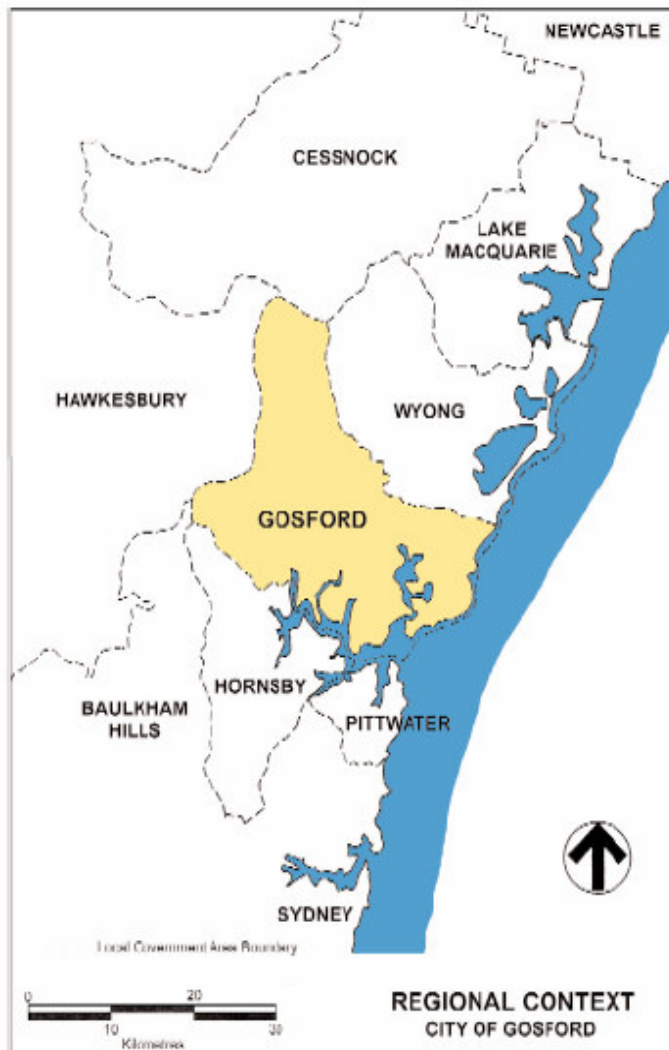 NEWCASTLE
CESSNOCK
LAKE
MACQUARIE
HAWKESBURY
WYONG
GOSFORD
HORNSBY
BAULKHAM
HILLS
PITTWATER
SYDNEY
Local Government Area Boundary
0 20
10 30
Kilometres
REGIONAL CONTEXT
CITY OF GOSFORD